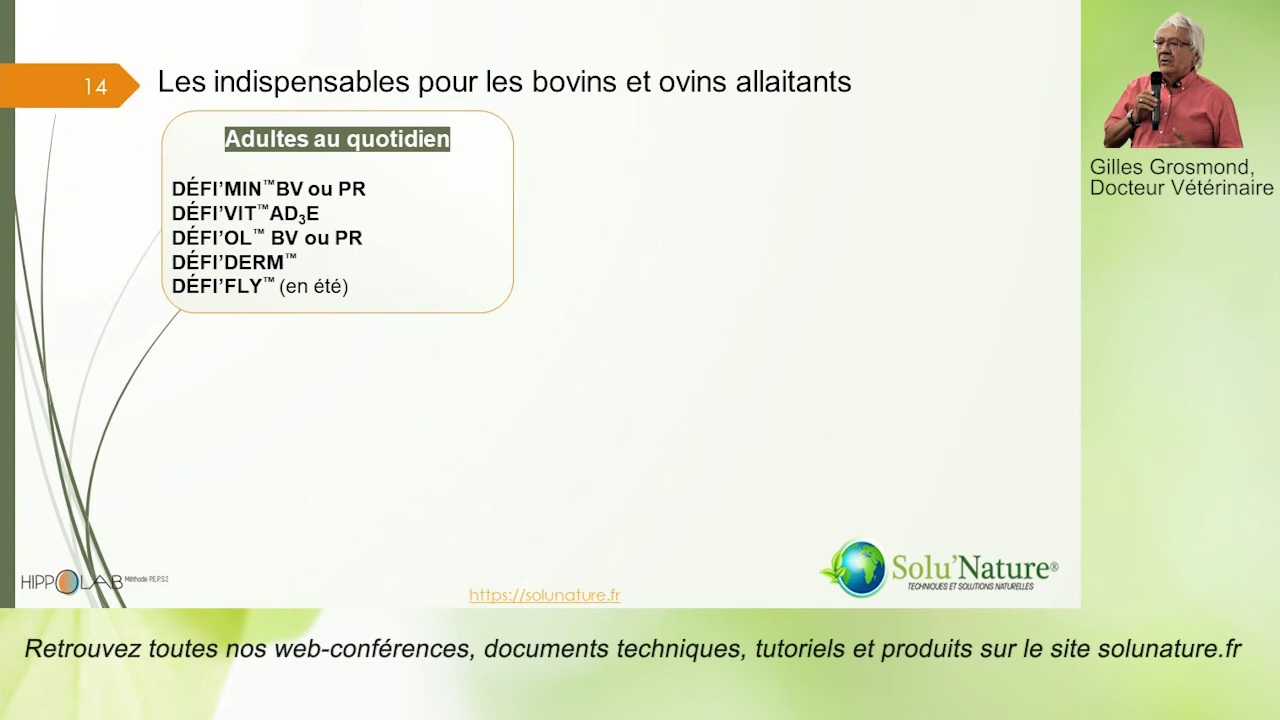 14
Les indispensables pour les bovins et ovins allaitants
Adultes au quotidien
DÉFI’MIN™BV ou PR
DÉFI’VIT™AD₃E
DÉFI’OL™ BV ou PR
DÉFI’DERM™
DÉFI’FLY™ (en été)
Gilles Grosmond,
Docteur Vétérinaire
HIPPOLAB Méthode P.E.P.S.S
https://solunature.fr
Solu’Nature®
TECHNIQUES ET SOLUTIONS NATURELLES
Retrouvez toutes nos web-conférences, documents techniques, tutoriels et produits sur le site solunature.fr